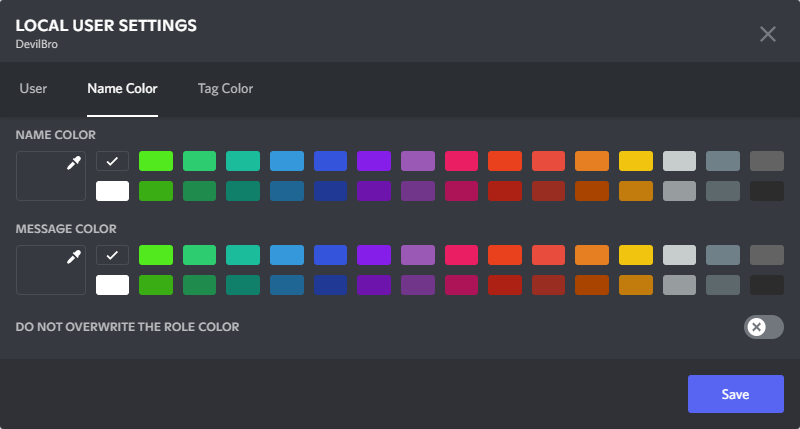 LOCAL USER SETTINGS
DevilBro
User Name Color Tag Color
NAME COLOR
MESSAGE COLOR
DO NOT OVERWRITE THE ROLE COLOR
Save